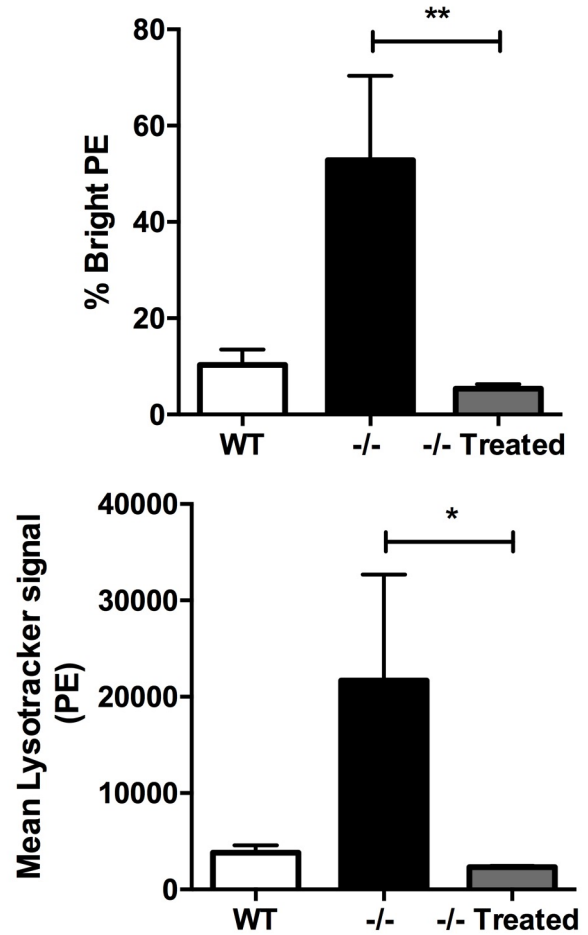 **
80
60
40
20
0
% Bright PE
WT -/- -/- Treated
*
40000
30000
20000
10000
0
Mean Lysotracker signal
(PE)
WT -/- -/- Treated